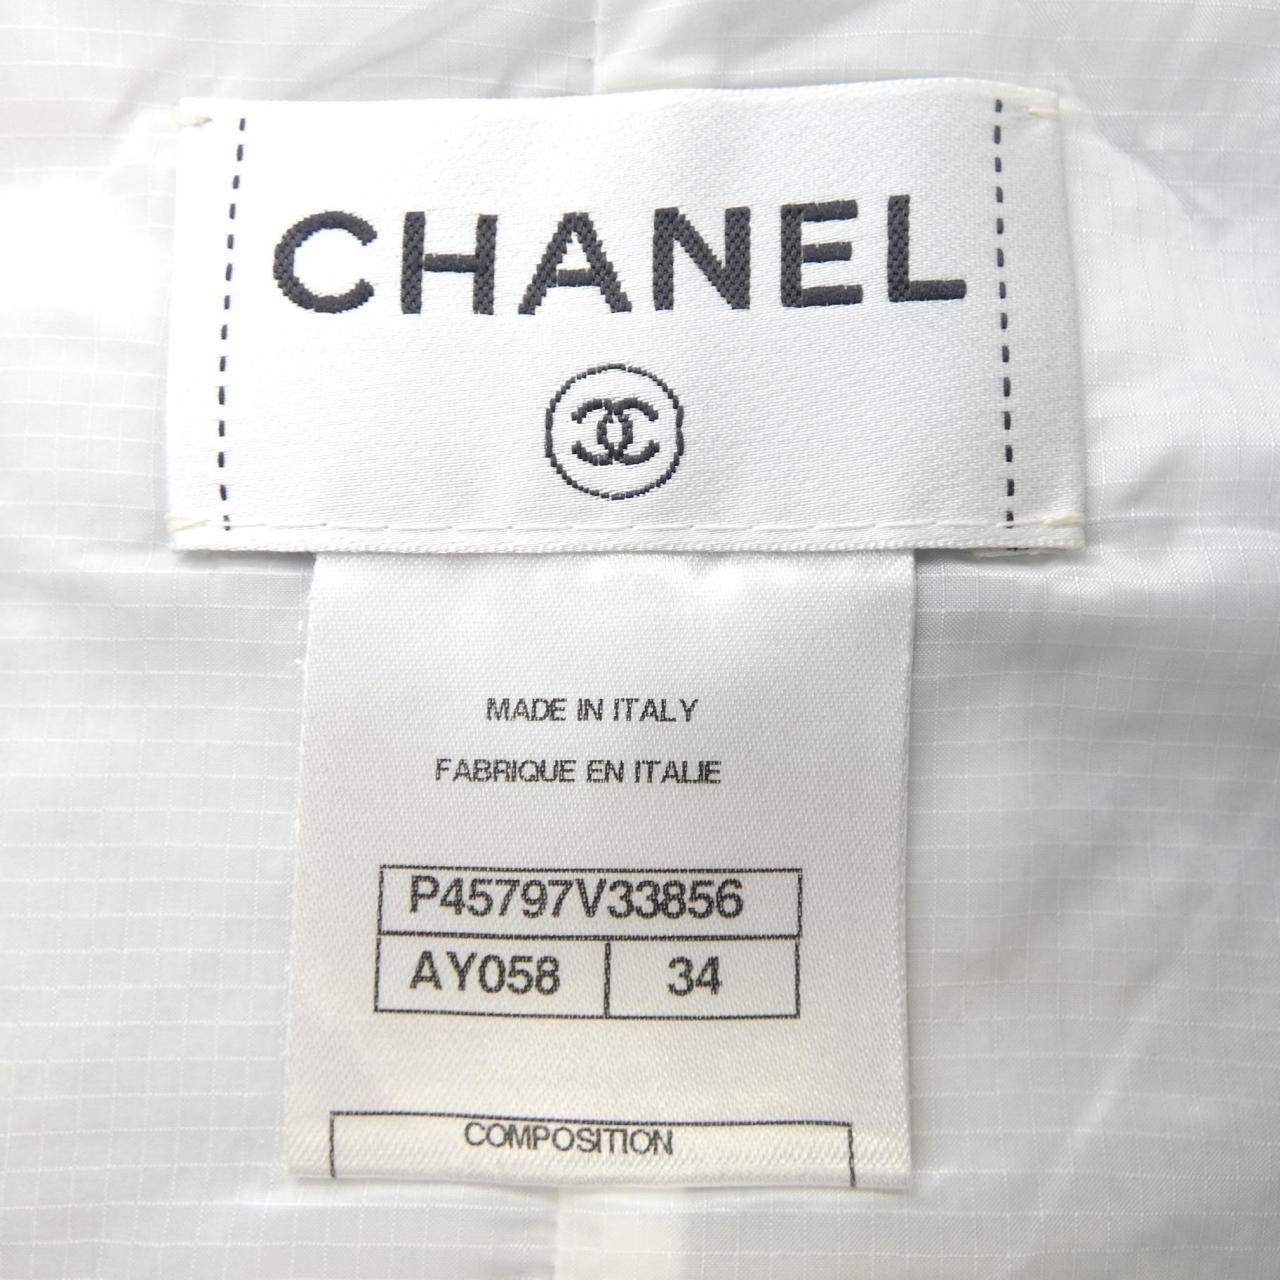 CHANEL
MADE IN ITALY
FABRIQUE EN ITALIE
P45797V33856
AY058 34
COMPOSITION